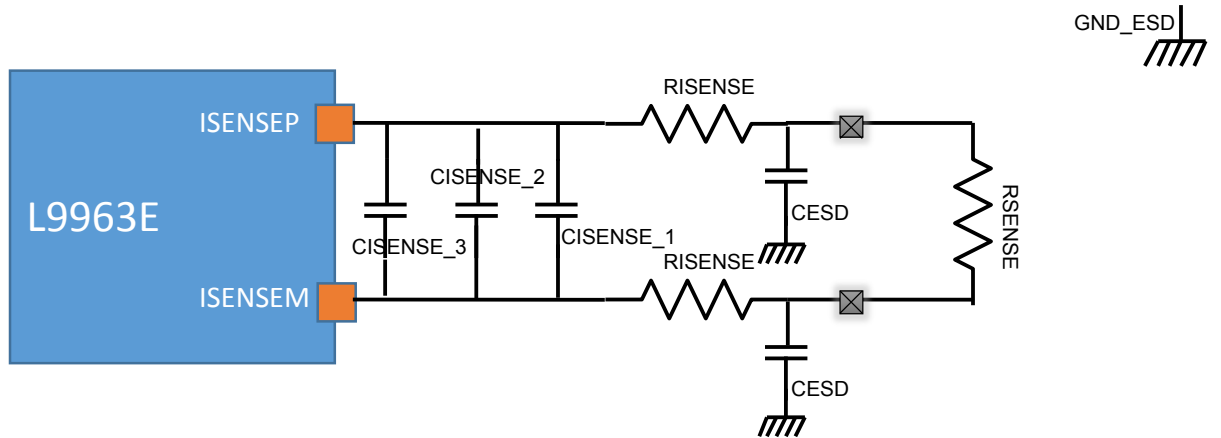 GND_ESD
RISENSE
ISENSEP
CISENSE_2
L9963E
CESD
RSENSE
CISENSE_1
CISENSE_3
RISENSE
ISENSEM
CESD